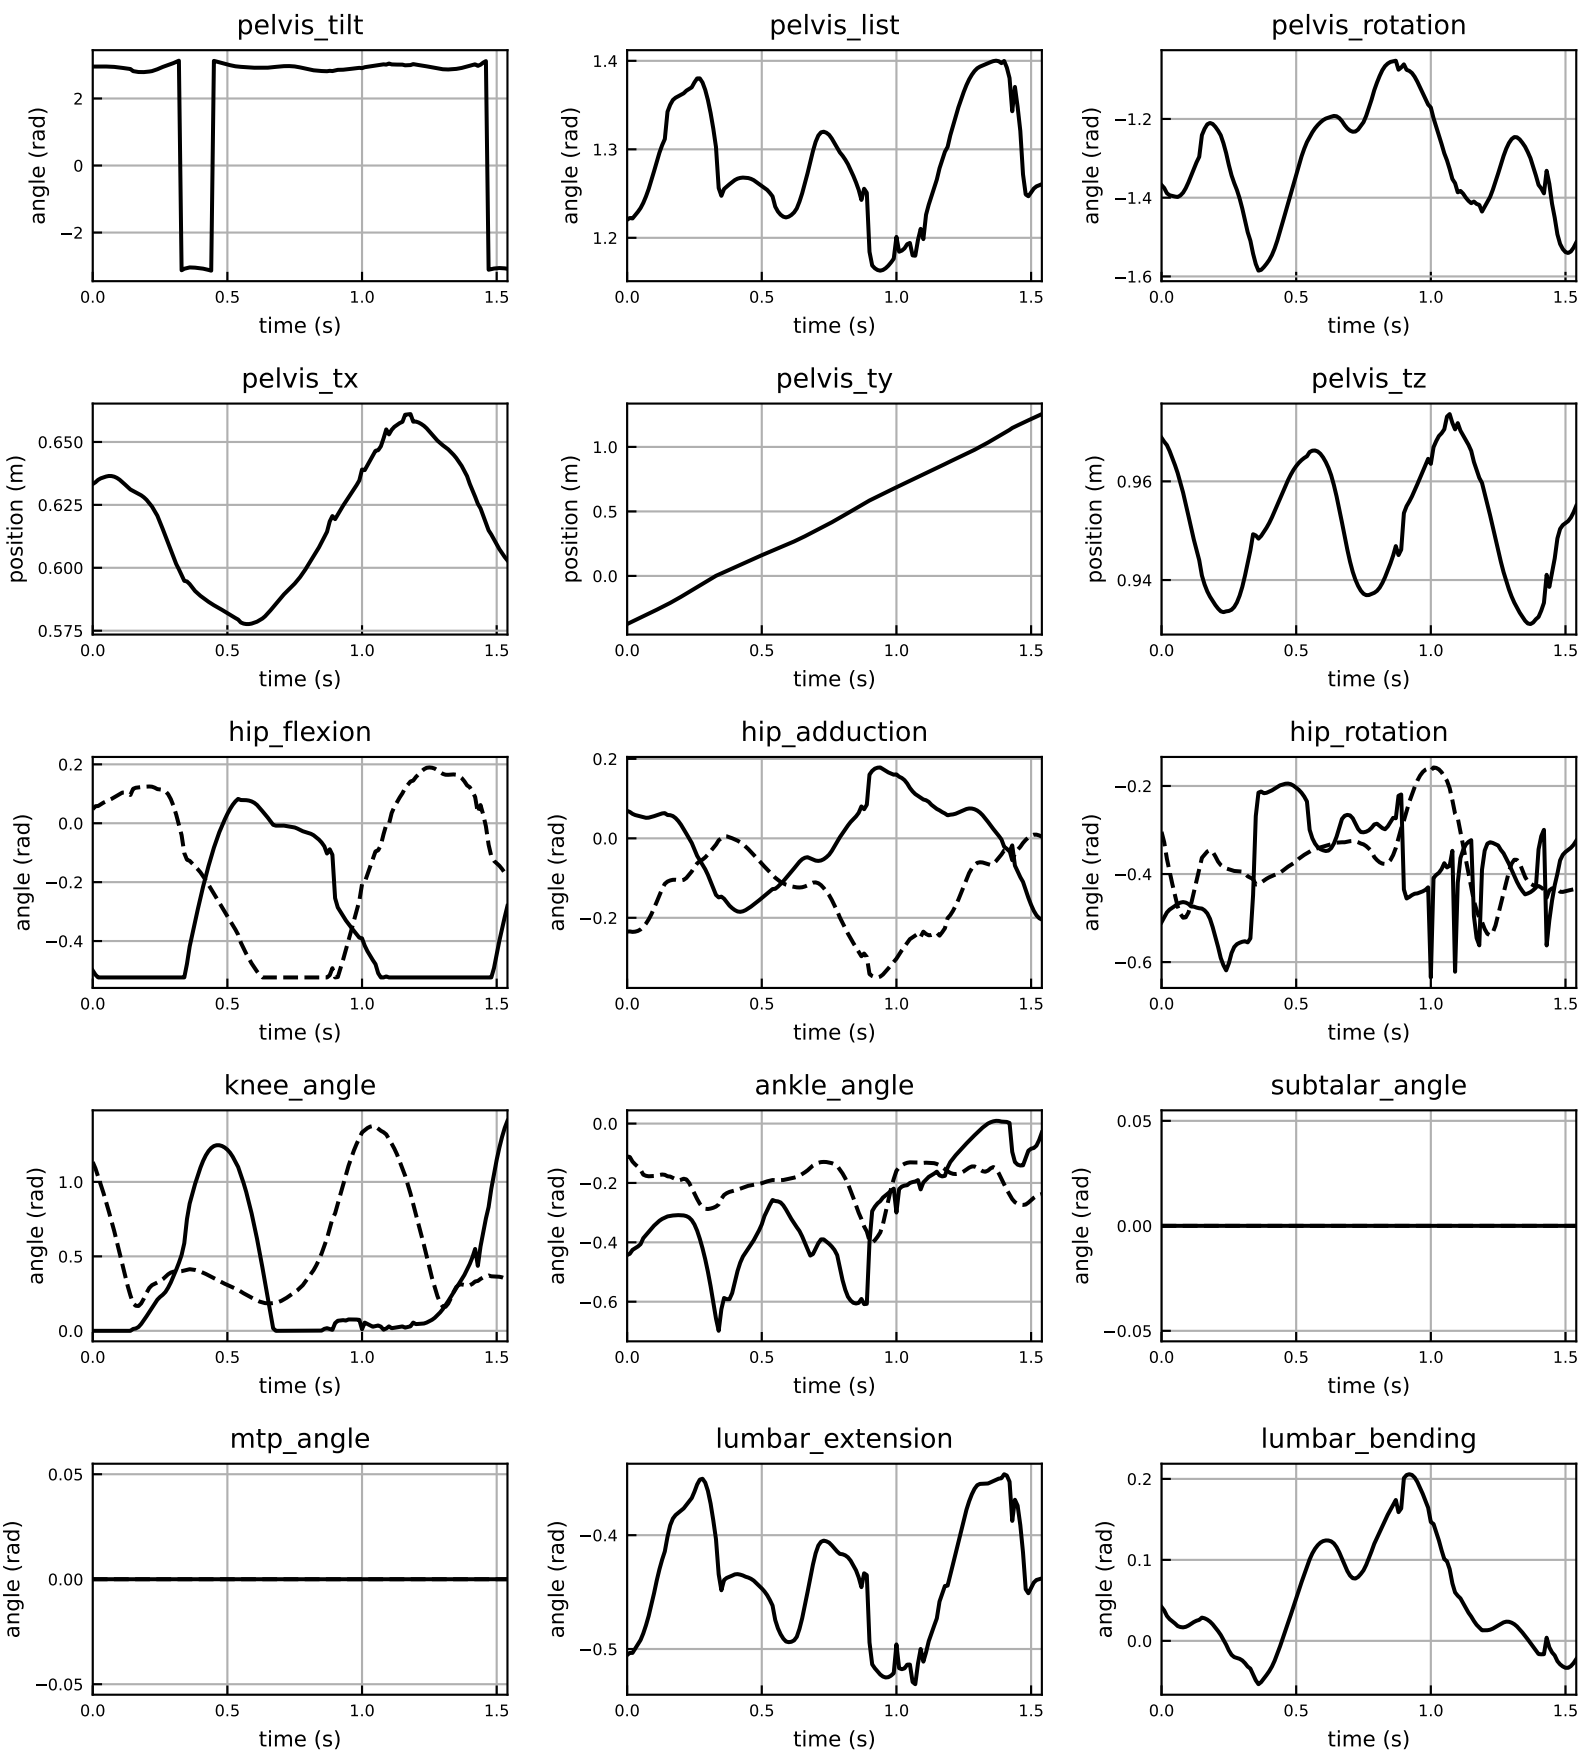 pelvis_tilt
angle (rad)
2
0
−2
0.0 0.5 1.0 1.5
time (s)
pelvis_list
angle (rad)
1.4
1.3
1.2
0.0 0.5 1.0 1.5
time (s)
pelvis_rotation
angle (rad)
−1.2
−1.4
−1.6
0.0 0.5 1.0 1.5
time (s)
pelvis_tx
position (m)
0.650
0.625
0.600
0.575
0.0 0.5 1.0 1.5
time (s)
pelvis_ty
position (m)
1.0
0.5
0.0
0.0 0.5 1.0 1.5
time (s)
pelvis_tz
position (m)
0.96
0.94
0.0 0.5 1.0 1.5
time (s)
hip_flexion
angle (rad)
0.2
0.0
−0.2
−0.4
0.0 0.5 1.0 1.5
time (s)
hip_adduction
angle (rad)
0.2
0.0
−0.2
0.0 0.5 1.0 1.5
time (s)
hip_rotation
angle (rad)
−0.2
−0.4
−0.6
0.0 0.5 1.0 1.5
time (s)
knee_angle
angle (rad)
1.0
0.5
0.0
0.0 0.5 1.0 1.5
time (s)
ankle_angle
angle (rad)
0.0
−0.2
−0.4
−0.6
0.0 0.5 1.0 1.5
time (s)
subtalar_angle
angle (rad)
0.05
0.00
−0.05
0.0 0.5 1.0 1.5
time (s)
mtp_angle
angle (rad)
0.05
0.00
−0.05
0.0 0.5 1.0 1.5
time (s)
lumbar_extension
angle (rad)
−0.4
−0.5
0.0 0.5 1.0 1.5
time (s)
lumbar_bending
angle (rad)
0.2
0.1
0.0
0.0 0.5 1.0 1.5
time (s)